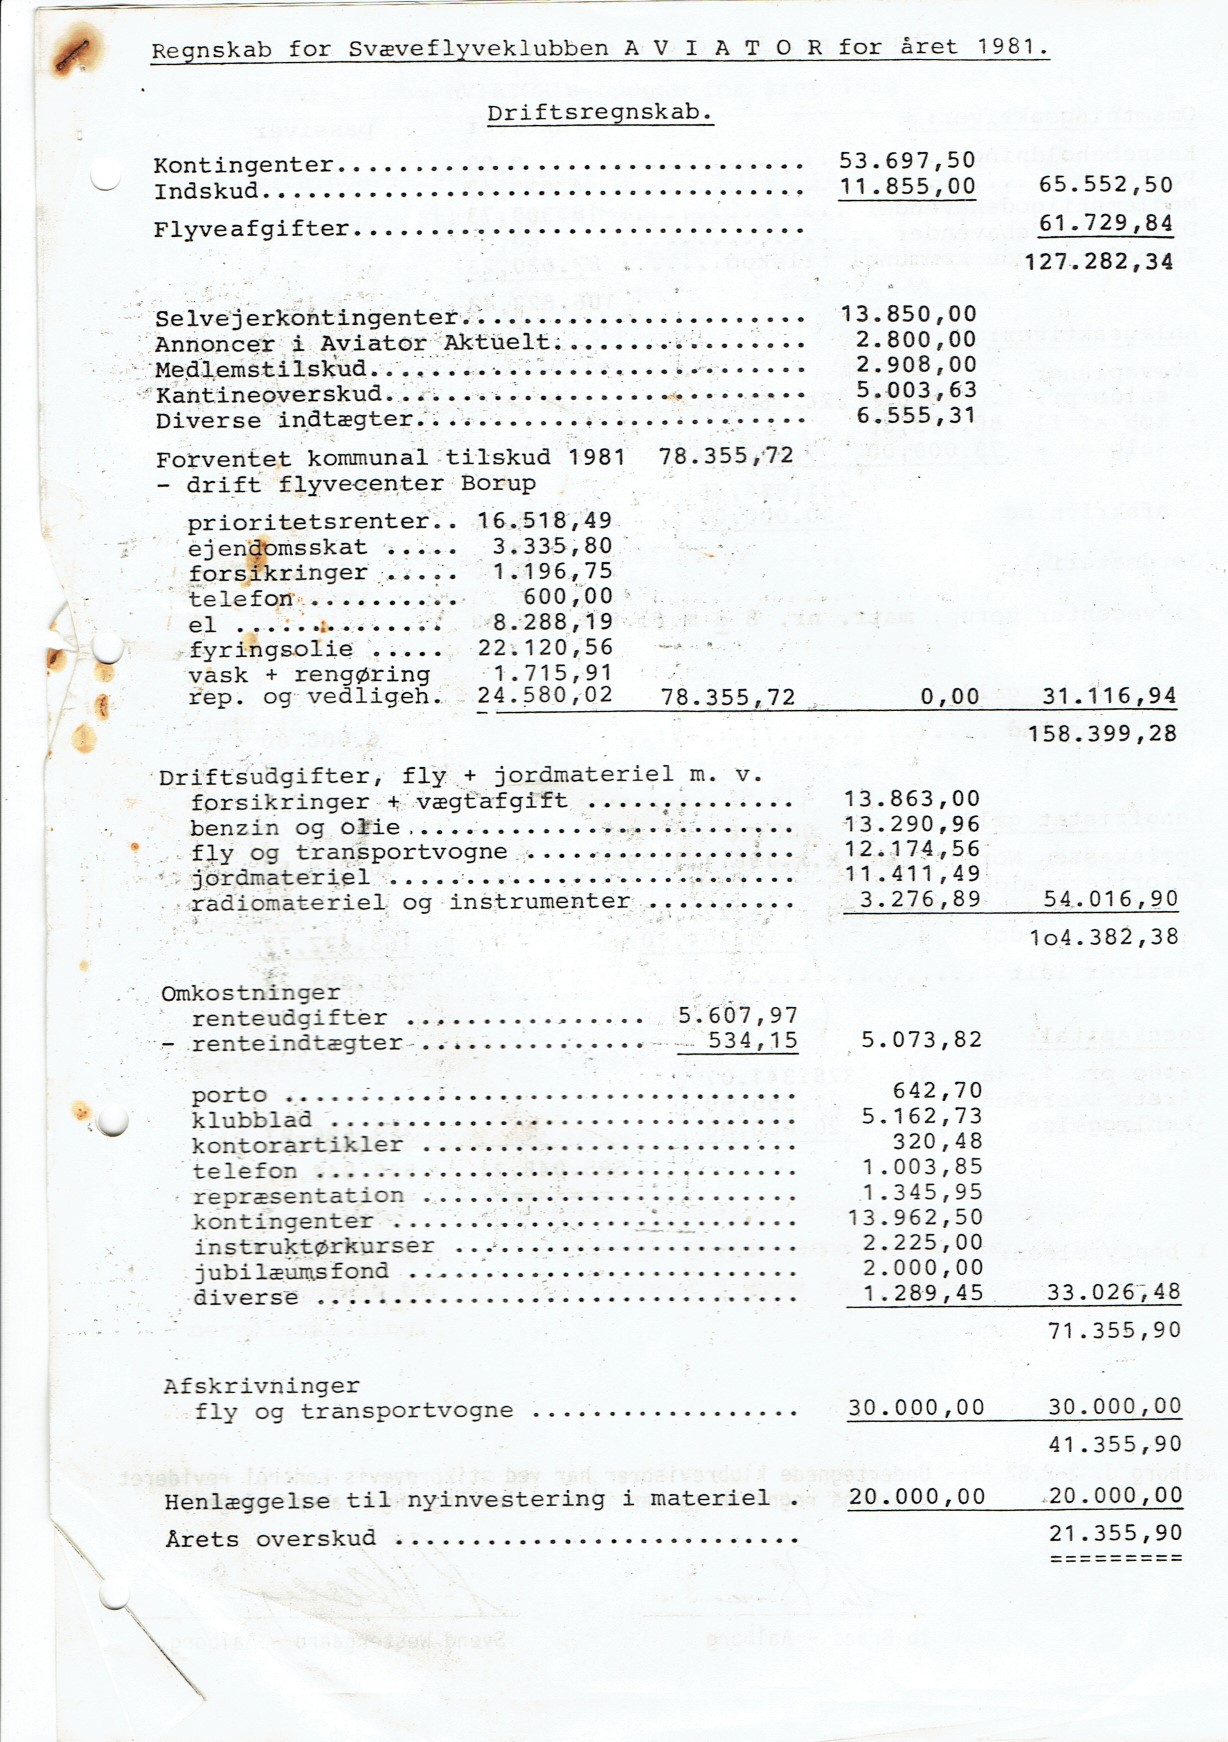 Regnskab for Svæveflyveklubben A V I A T O R for året 1981.
Driftsregnskab.
Kontingenter.............................. 53.697,50
Indskud................................... 11.855,00 65.552,50
Flyveafgifter............................. 61.729,84
127.282,34
Selvejerkontingenter...................... 13.850,00
Annoncer i Aviator Aktuelt................ 2.800,00
Medlemstilskud............................ 2.908,00
Kantineoverskud........................... 5.003,63
Diverse indtægter......................... 6.555,31
Forventet kommunal tilskud 1981 78.355,72
- drift flyvecenter Borup
prioritetsrenter.. 16.518,49
ejendomsskat ..... 3.335,80
forsikringer ..... 1.196,75
telefon .......... 600,00
el .............. 8.288,19
fyringsolie ..... 22.120,56
vask + rengøring 1.715,91
rep. og vedligeh. 24.580,02 78.355,72 0,00 31.116,94
158.399,28
Driftsudgifter, fly + jordmateriel m. v.
forsikringer + vægtafgift .............. 13.863,00
benzin og olie ......................... 13.290,96
fly og transportvogne .................. 12.174,56
jordmateriel ........................... 11.411,49
radiomateriel og instrumenter .......... 3.276,89 54.016,90
1o4.382,38
Omkostninger
renteudgifter ................ 5.607,97
- renteindtægter ............... 534,15 5.073,82
porto .................................. 642,70
klubblad ............................... 5.162,73
kontorartikler ......................... 320,48
telefon ................................ 1.003,85
repræsentation ......................... 1.345,95
kontingenter ........................... 13.962,50
instruktørkurser ....................... 2.225,00
jubilæumsfond .......................... 2.000,00
diverse ................................ 1.289,45 33.026,48
71.355,90
Afskrivninger
fly og transportvogne .................. 30.000,00 30.000,00
41.355,90
Henlæggelse til nyinvestering i materiel . 20.000,00 20.000,00
Årets overskud ........................... 21.355,90
=========